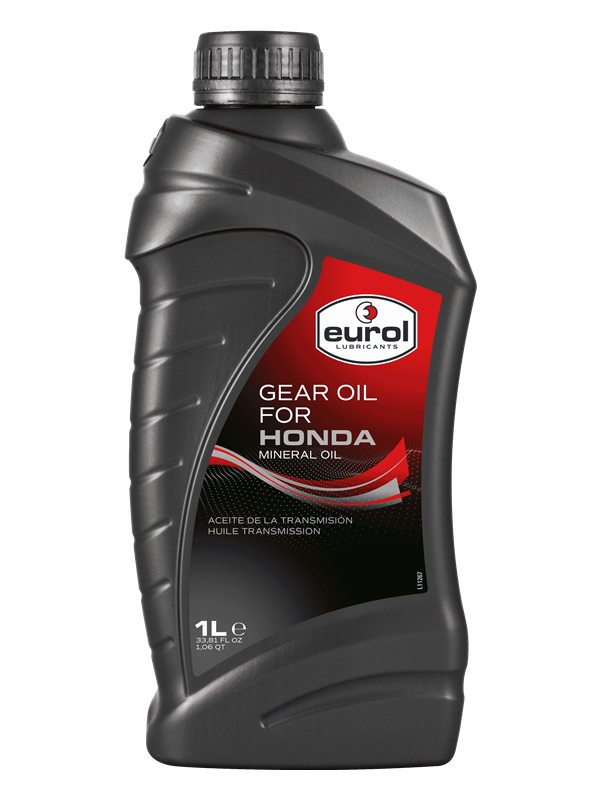 eurol
LUBRICANTS
GEAR OIL
FOR
HONDA
MINERAL OIL
ACEITE DE LA TRANSMISIÓN
HUILE TRANSMISSION
L11267
1L e
33,81 FL OZ
1,06 QT